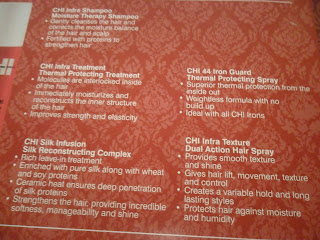 CHI Infra Shampoo
Moisture Therapy Shampoo
• Gently cleanses the hair and
corrects the moisture balance
of the hair and scalp
• Fortified with proteins to
strengthen hair
CHI Infra Treatment
Thermal Protecting Treatment
• Molecules are interlocked inside
of the hair
• Immediately moisturizes and
reconstructs the inner structure
of the hair
• Improves strength and elasticity
CHI Silk Infusion
Silk Reconstructing Complex
• Rich leave-in treatment
• Enriched with pure silk along with wheat
and soy proteins
• Ceramic heat ensures deep penetration
of silk proteins
• Strengthens the hair, providing incredible
softness, manageability and shine
CHI 44 Iron Guard
Thermal Protecting Spray
• Superior thermal protection from the
inside out
• Weightless formula with no
build up
• Ideal with all CHI Irons
CHI Infra Texture
Dual Action Hair Spray
• Provides smooth texture
and shine
• Gives hair lift, movement, texture
and control
• Creates a variable hold and long
lasting styles
• Protects hair against moisture
and humidity